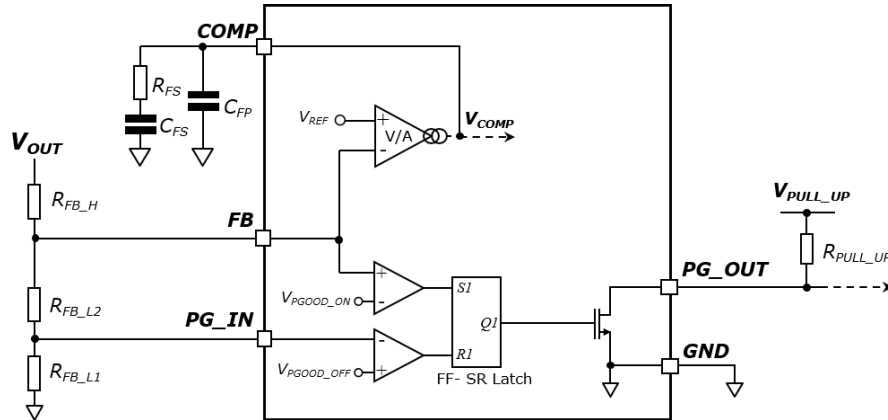 COMP
R_FS
C_FP
C_FS
V_REF
+
V/A
-
V_COMP
V_OUT
R_FB_H
FB
V_PULL_UP
R_PULL_UP
PG_OUT
+
V_PGOOD_ON
-
S1
R_FB_L2
PG_IN
Q1
-
V_PGOOD_OFF
+
R1
GND
R_FB_L1
FF- SR Latch